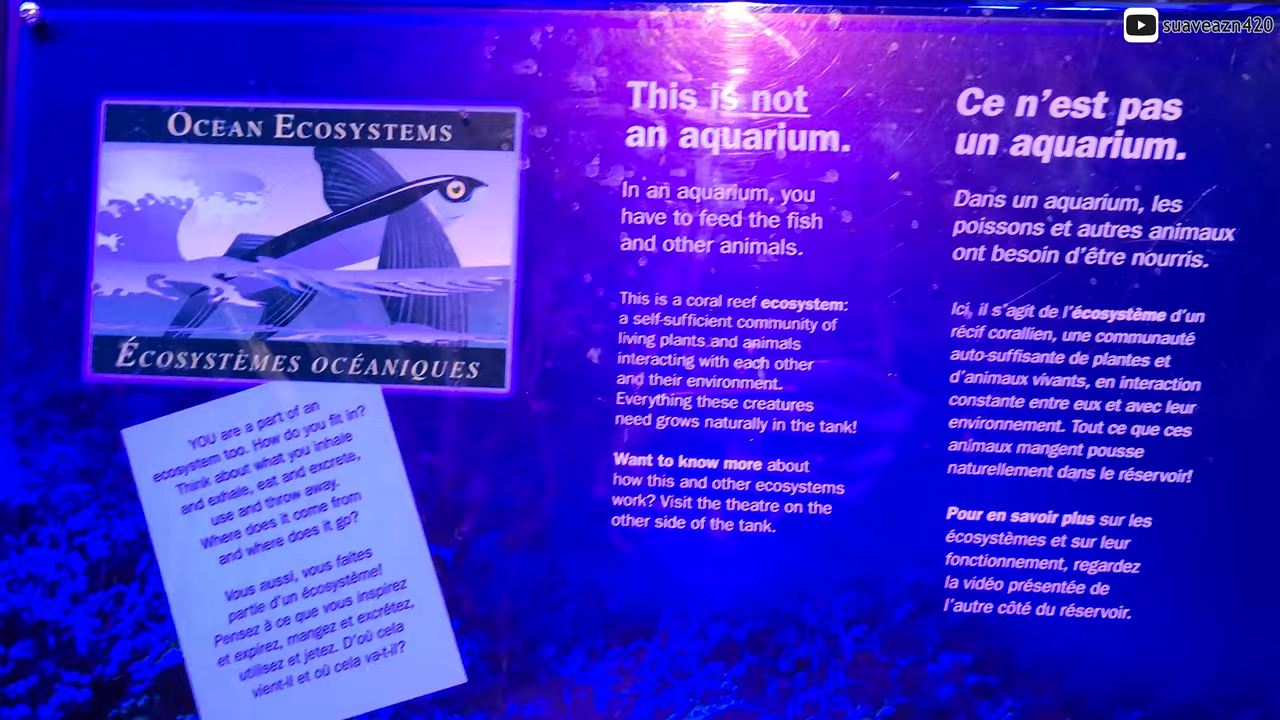 suaveazn420
OCEAN ECOSYSTEMS
ÉCOSYSTÈMES OCÉANIQUES
YOU are a part of an
ecosystem too. How do you fit in?
Think about what you inhale
and exhale, eat and excrete,
use and throw away.
Where does it come from
and where does it go?
Vous aussi, vous faites
partie d'un écosystème!
Pensez à ce que vous inspirez
et expirez, mangez et excrétez,
utilisez et jetez. D'où cela
vient-il et où cela va-t-il?
This is not
an aquarium.
In an aquarium, you
have to feed the fish
and other animals.
This is a coral reef ecosystem:
a self-sufficient community of
living plants and animals
interacting with each other
and their environment.
Everything these creatures
need grows naturally in the tank!
Want to know more about
how this and other ecosystems
work? Visit the theatre on the
other side of the tank.
Ce n'est pas
un aquarium.
Dans un aquarium, les
poissons et autres animaux
ont besoin d'être nourris.
Ici, il s'agit de l'écosystème d'un
récif corallien, une communauté
auto-suffisante de plantes et
d'animaux vivants, en interaction
constante entre eux et avec leur
environnement. Tout ce que ces
animaux mangent pousse
naturellement dans le réservoir!
Pour en savoir plus sur les
écosystèmes et sur leur
fonctionnement, regardez
la vidéo présentée de
l'autre côté du réservoir.